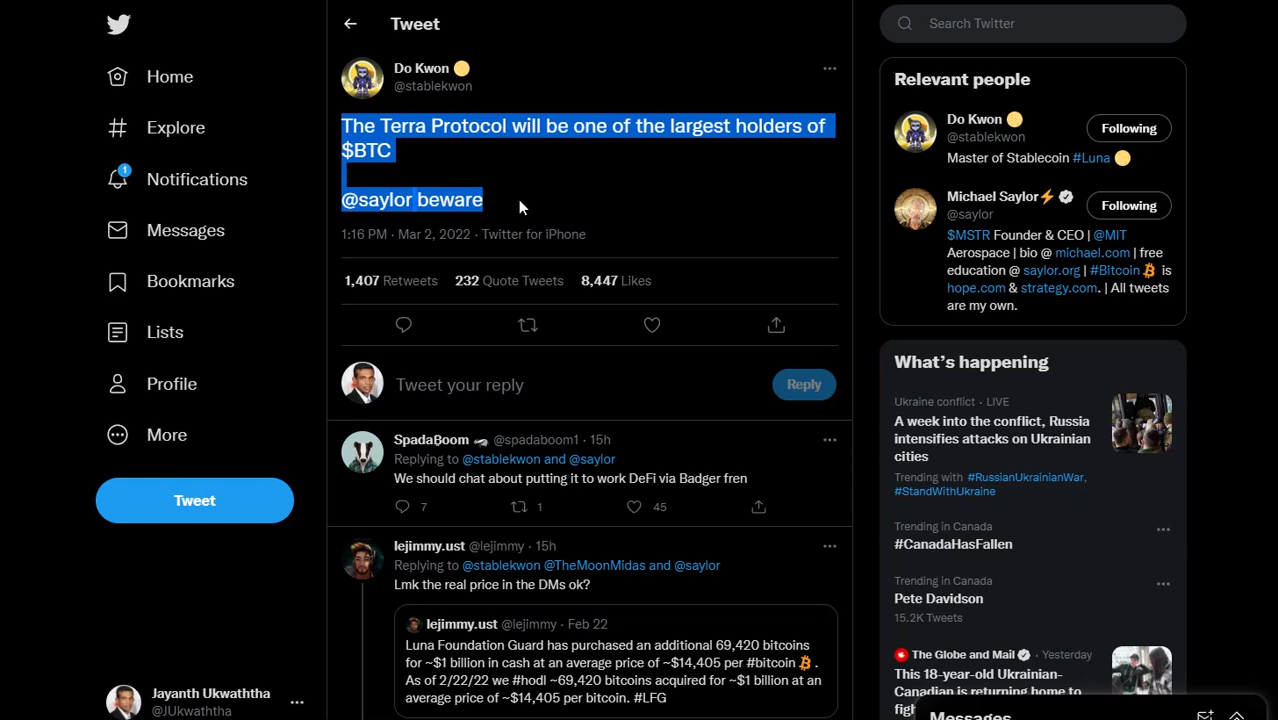 Tweet
Search Twitter
Home
Explore
1
Notifications
Messages
Bookmarks
Lists
Profile
More
Tweet
Jayanth Ukwaththa
@JUkwaththa
Do Kwon
@stablekwon
The Terra Protocol will be one of the largest holders of
$BTC
@saylor beware
1:16 PM · Mar 2, 2022 · Twitter for iPhone
1,407 Retweets 232 Quote Tweets 8,447 Likes
Tweet your reply
Reply
SpadaɃoom @spadaboom1 · 15h
Replying to @stablekwon and @saylor
We should chat about putting it to work DeFi via Badger fren
7 1 45
lejimmy.ust @lejimmy · 15h
Replying to @stablekwon @TheMoonMidas and @saylor
Lmk the real price in the DMs ok?
lejimmy.ust @lejimmy · Feb 22
Luna Foundation Guard has purchased an additional 69,420 bitcoins
for ~$1 billion in cash at an average price of ~$14,405 per #bitcoin .
As of 2/22/22 we #hodl ~69,420 bitcoins acquired for ~$1 billion at an
average price of ~$14,405 per bitcoin. #LFG
Relevant people
Do Kwon
@stablekwon
Following
Master of Stablecoin #Luna
Michael Saylor⚡
@saylor
Following
$MSTR Founder & CEO | @MIT
Aerospace | bio @ michael.com | free
education @ saylor.org | #Bitcoin is
hope.com & strategy.com. | All tweets
are my own.
What's happening
Ukraine conflict · LIVE
A week into the conflict, Russia
intensifies attacks on Ukrainian
cities
Trending with #RussianUkrainianWar,
#StandWithUkraine
Trending in Canada
#CanadaHasFallen
Trending in Canada
Pete Davidson
15.2K Tweets
The Globe and Mail · Yesterday
This 18-year-old Ukrainian-
Canadian is returning home to
Messages